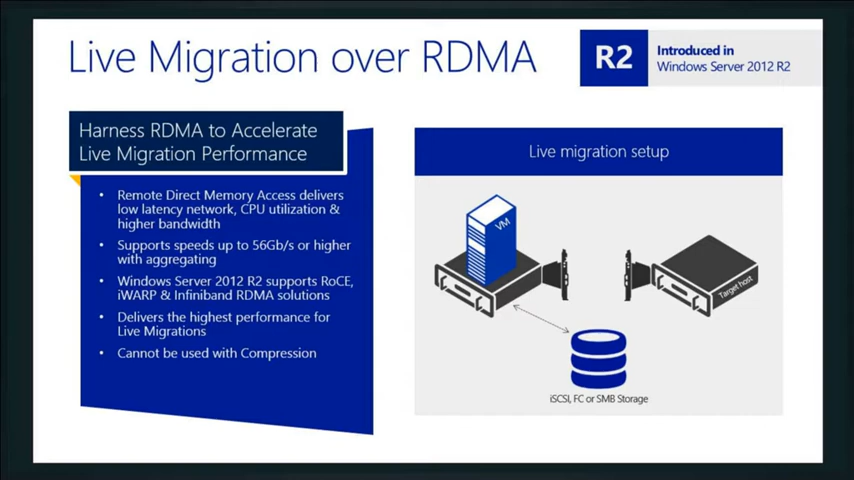 Live Migration over RDMA
R2
Introduced in
Windows Server 2012 R2
Harness RDMA to Accelerate
Live Migration Performance
• Remote Direct Memory Access delivers
low latency network, CPU utilization &
higher bandwidth
• Supports speeds up to 56Gb/s or higher
with aggregating
• Windows Server 2012 R2 supports RoCE,
iWARP & Infiniband RDMA solutions
• Delivers the highest performance for
Live Migrations
• Cannot be used with Compression
Live migration setup
VM
Target host
iSCSI, FC or SMB Storage